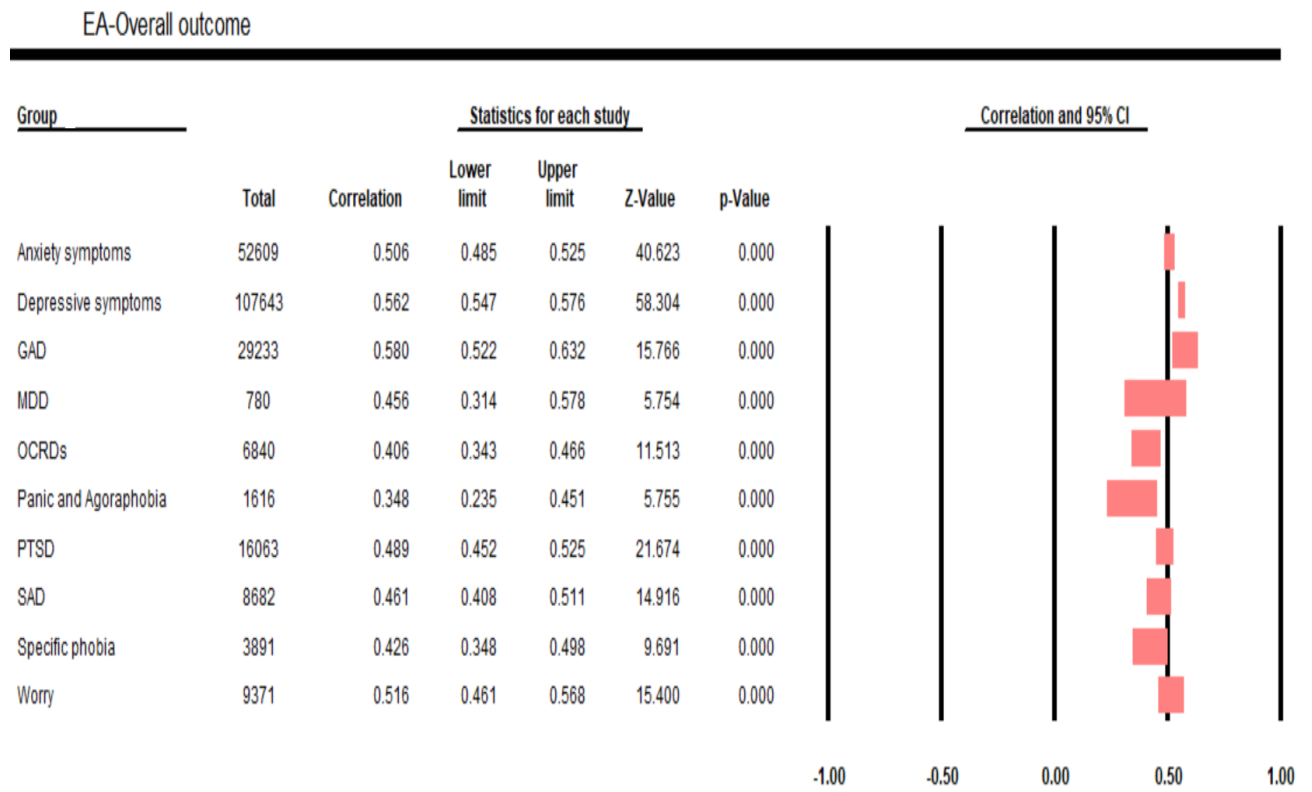 EA-Overall outcome
Group Statistics for each study Correlation and 95% CI
Lower Upper
Total Correlation limit limit Z-Value p-Value
Anxiety symptoms 52609 0.506 0.485 0.525 40.623 0.000
Depressive symptoms 107643 0.562 0.547 0.576 58.304 0.000
GAD 29233 0.580 0.522 0.632 15.766 0.000
MDD 780 0.456 0.314 0.578 5.754 0.000
OCRDs 6840 0.406 0.343 0.466 11.513 0.000
Panic and Agoraphobia 1616 0.348 0.235 0.451 5.755 0.000
PTSD 16063 0.489 0.452 0.525 21.674 0.000
SAD 8682 0.461 0.408 0.511 14.916 0.000
Specific phobia 3891 0.426 0.348 0.498 9.691 0.000
Worry 9371 0.516 0.461 0.568 15.400 0.000
-1.00 -0.50 0.00 0.50 1.00